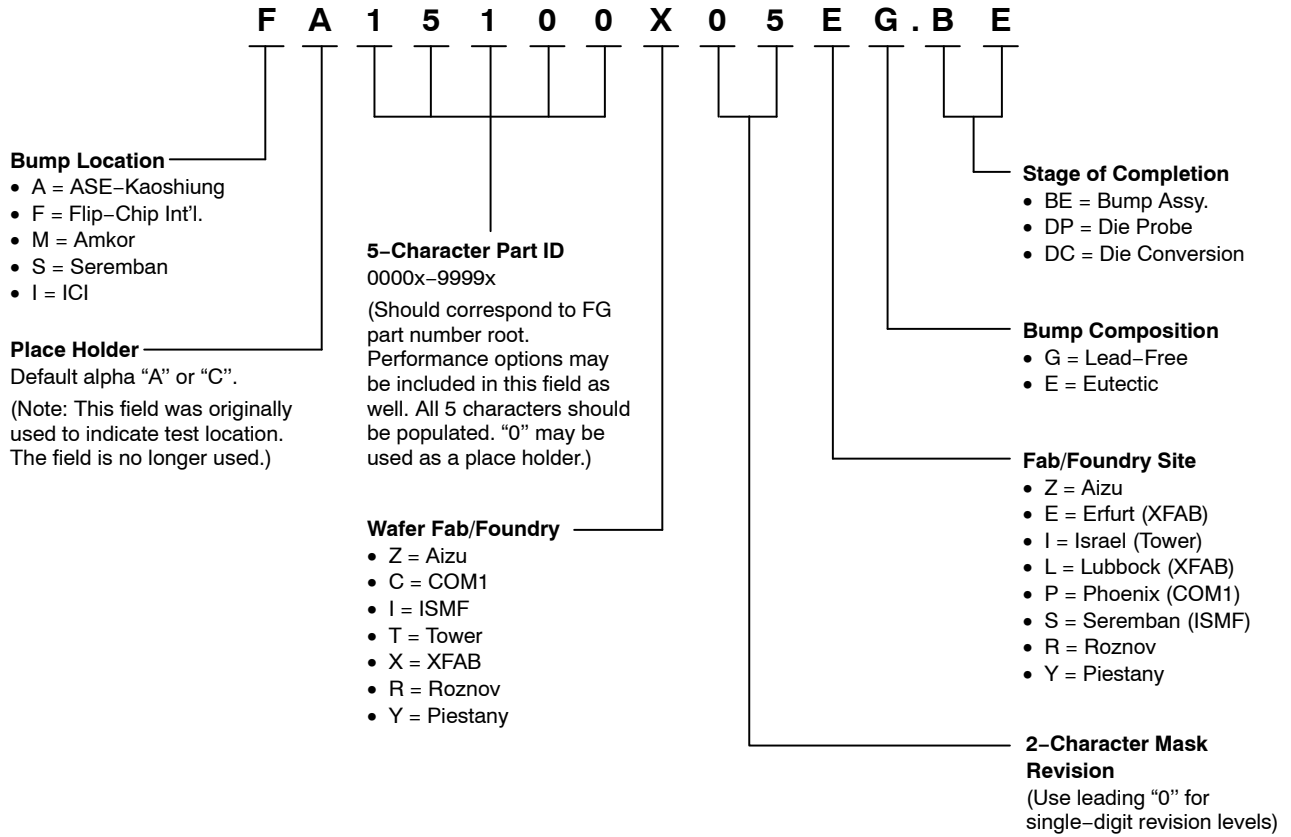 F A 1 5 1 0 0 X 0 5 E G . B E
Bump Location
• A = ASE−Kaoshiung
• F = Flip−Chip Int’l.
• M = Amkor
• S = Seremban
• I = ICI
Place Holder
Default alpha “A” or “C”.
(Note: This field was originally
used to indicate test location.
The field is no longer used.)
5−Character Part ID
0000x−9999x
(Should correspond to FG
part number root.
Performance options may
be included in this field as
well. All 5 characters should
be populated. “0” may be
used as a place holder.)
Wafer Fab/Foundry
• Z = Aizu
• C = COM1
• I = ISMF
• T = Tower
• X = XFAB
• R = Roznov
• Y = Piestany
Stage of Completion
• BE = Bump Assy.
• DP = Die Probe
• DC = Die Conversion
Bump Composition
• G = Lead−Free
• E = Eutectic
Fab/Foundry Site
• Z = Aizu
• E = Erfurt (XFAB)
• I = Israel (Tower)
• L = Lubbock (XFAB)
• P = Phoenix (COM1)
• S = Seremban (ISMF)
• R = Roznov
• Y = Piestany
2−Character Mask
Revision
(Use leading “0” for
single−digit revision levels)